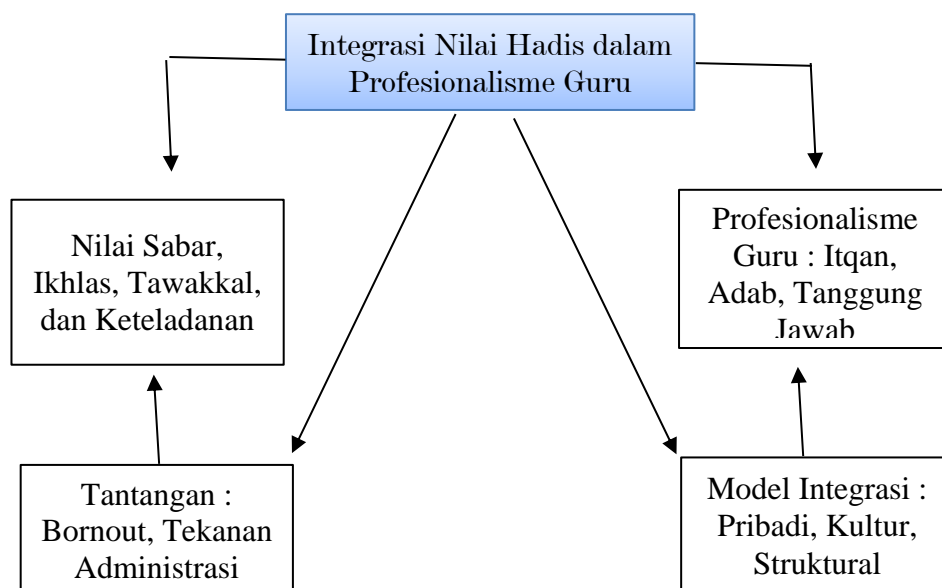 Integrasi Nilai Hadis dalam
Profesionalisme Guru
Nilai Sabar,
Ikhlas, Tawakkal,
dan Keteladanan
Profesionalisme
Guru : Itqan,
Adab, Tanggung
Jawab
Tantangan :
Bornout, Tekanan
Administrasi
Model Integrasi :
Pribadi, Kultur,
Struktural